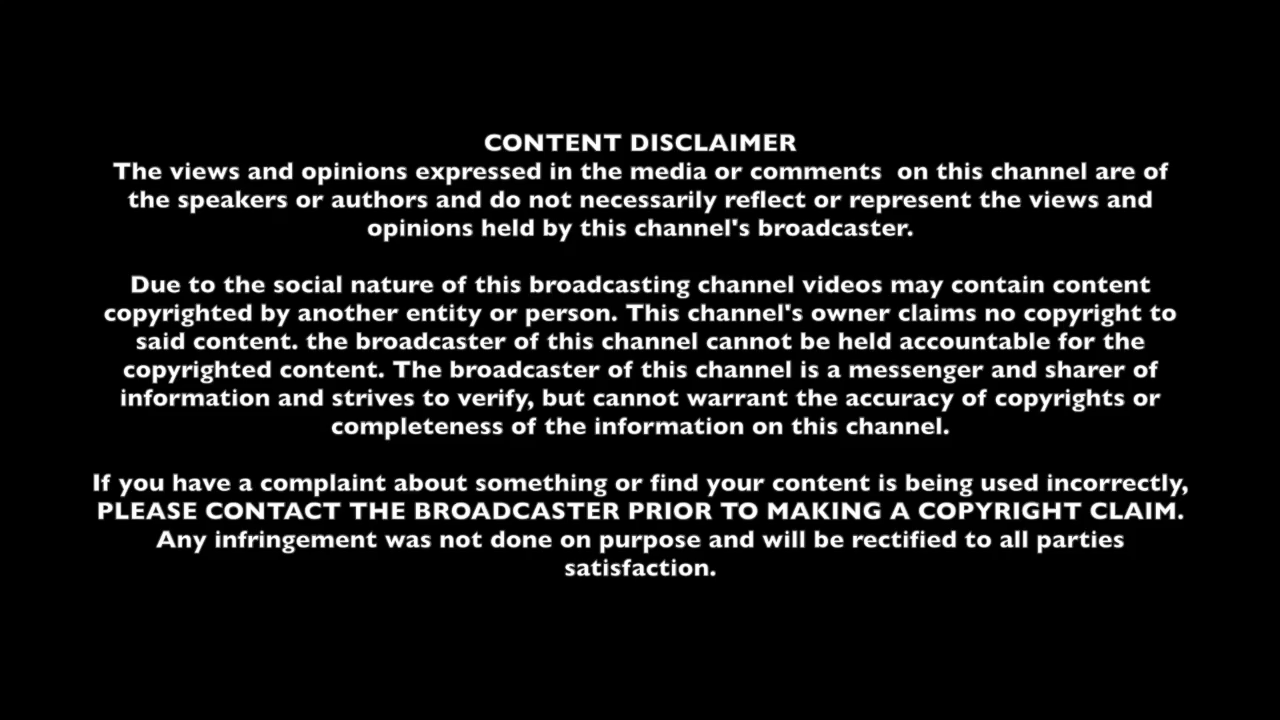 CONTENT DISCLAIMER
The views and opinions expressed in the media or comments  on this channel are of
the speakers or authors and do not necessarily reflect or represent the views and
opinions held by this channel's broadcaster.
Due to the social nature of this broadcasting channel videos may contain content
copyrighted by another entity or person. This channel's owner claims no copyright to
said content. the broadcaster of this channel cannot be held accountable for the
copyrighted content. The broadcaster of this channel is a messenger and sharer of
information and strives to verify, but cannot warrant the accuracy of copyrights or
completeness of the information on this channel.
If you have a complaint about something or find your content is being used incorrectly,
PLEASE CONTACT THE BROADCASTER PRIOR TO MAKING A COPYRIGHT CLAIM.
Any infringement was not done on purpose and will be rectified to all parties
satisfaction.